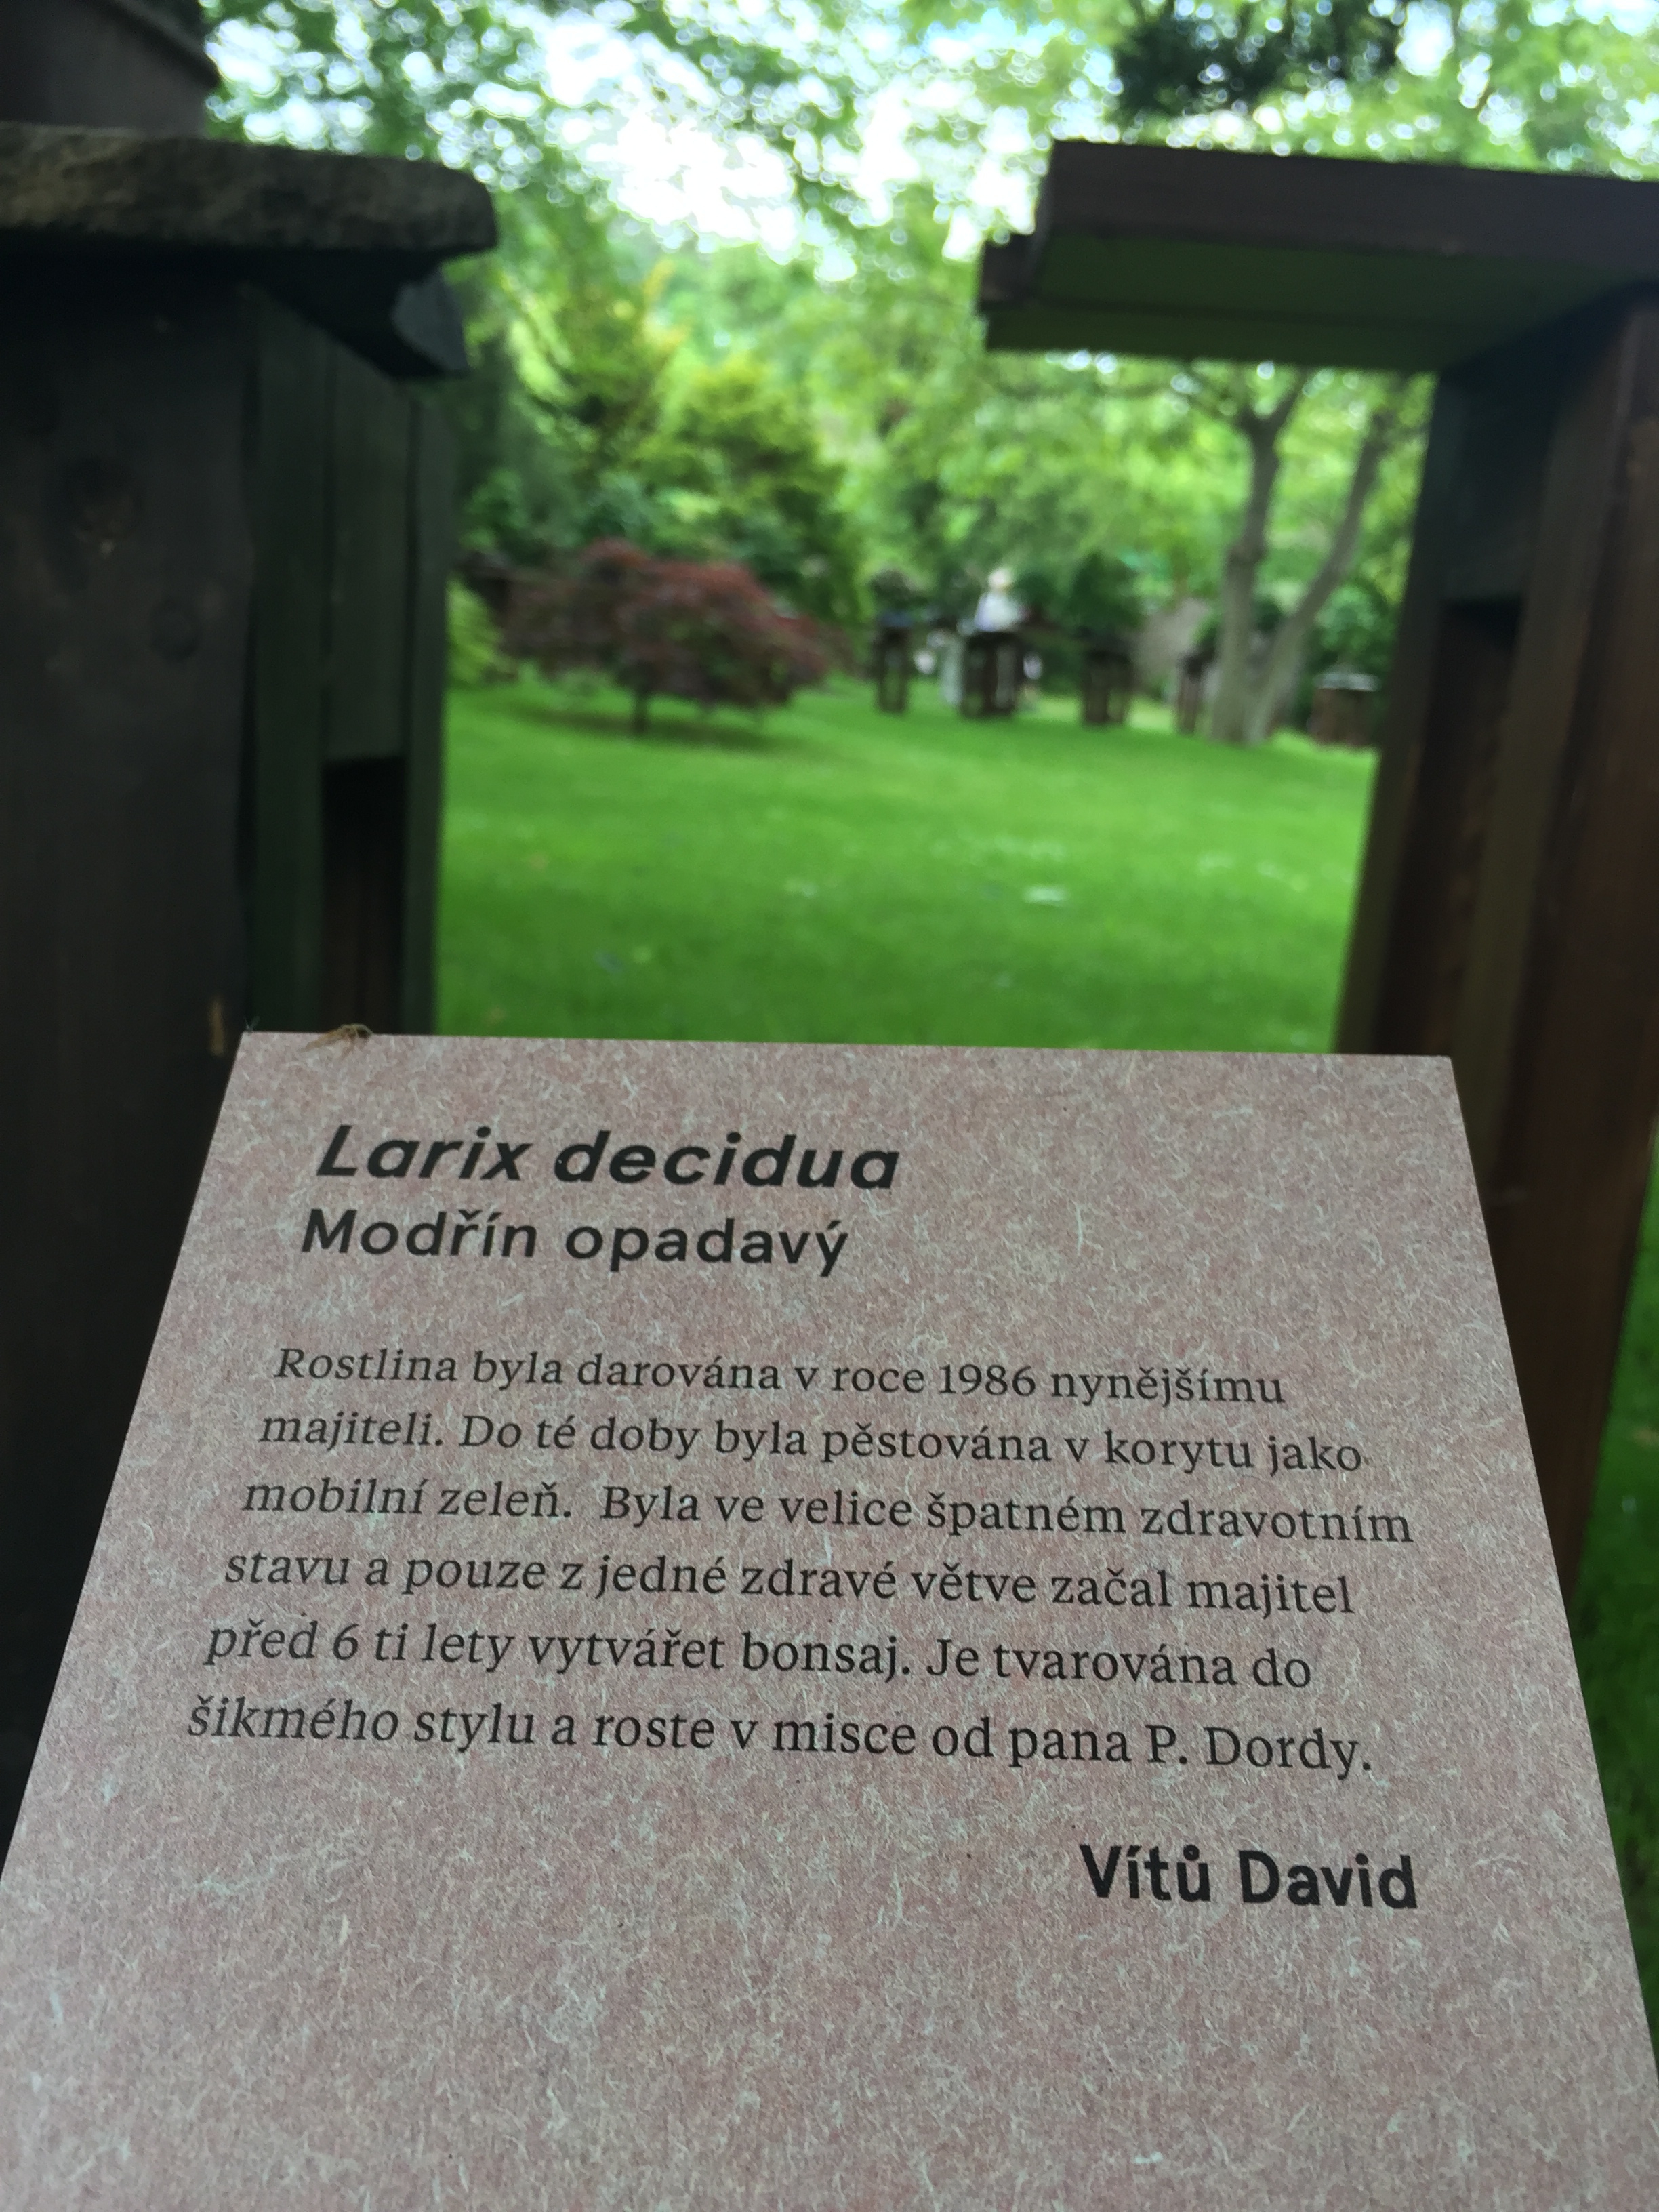 Larix decidua
Modřín opadavý
Rostlina byla darována v roce 1986 nynějšímu
majiteli. Do té doby byla pěstována v korytu jako
mobilní zeleň.  Byla ve velice špatném zdravotním
stavu a pouze z jedné zdravé větve začal majitel
před 6 ti lety vytvářet bonsaj. Je tvarována do
šikmého stylu a roste v misce od pana P. Dordy.
Vítů David